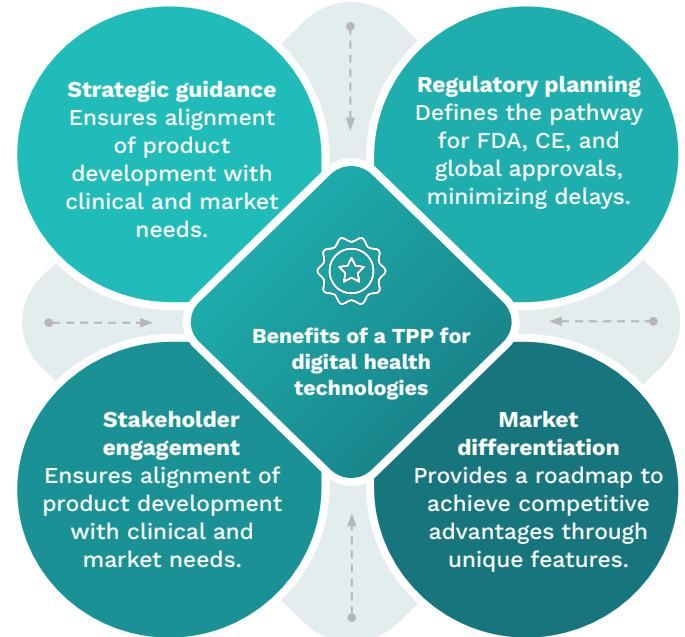 Strategic guidance
Ensures alignment
of product
development with
clinical and market
needs.
Regulatory planning
Defines the pathway
for FDA, CE, and
global approvals,
minimizing delays.
Benefits of a TPP for
digital health
technologies
Stakeholder
engagement
Ensures alignment of
product development
with clinical and
market needs.
Market
differentiation
Provides a roadmap to
achieve competitive
advantages through
unique features.